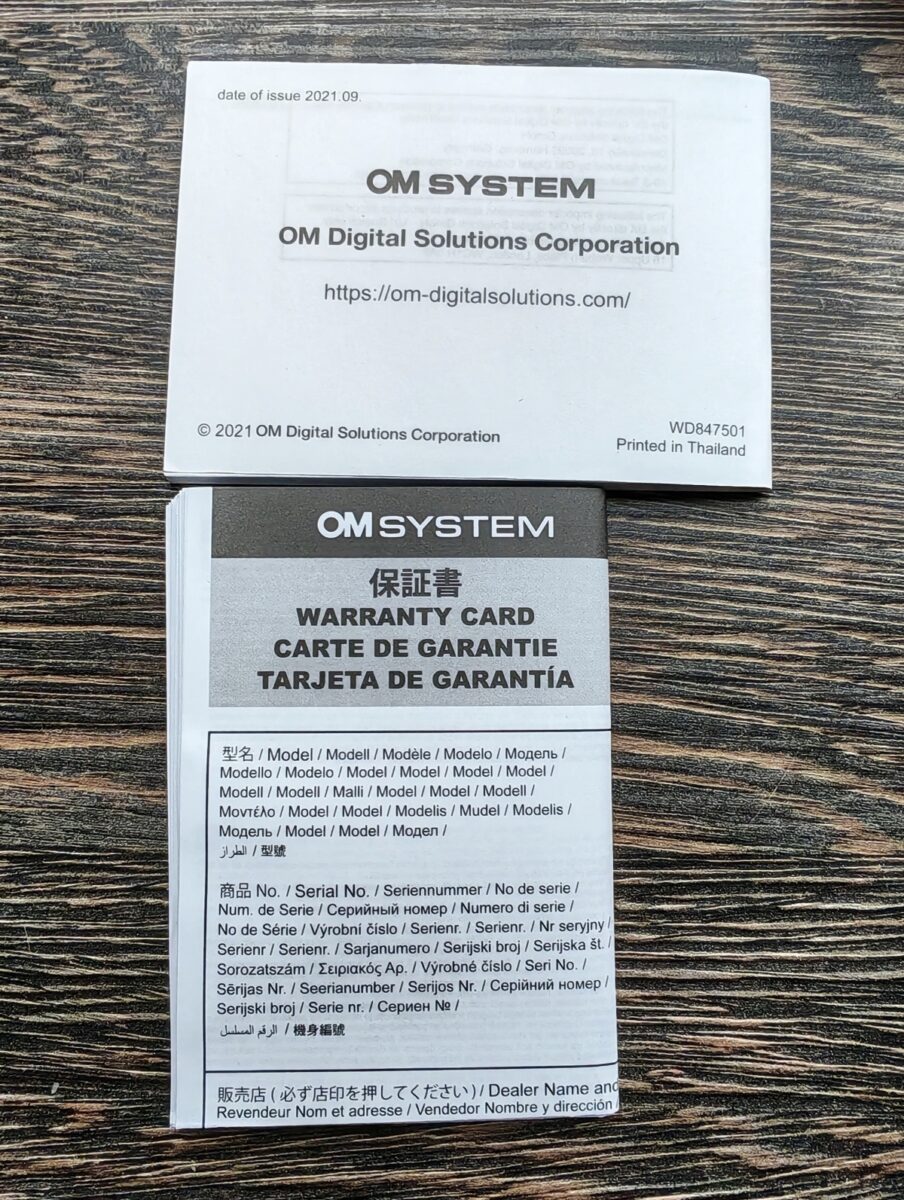 date of issue 2021.09.
OM SYSTEM
OM Digital Solutions Corporation
https://om-digitalsolutions.com/
© 2021 OM Digital Solutions Corporation
WD847501
Printed in Thailand
OM SYSTEM
保証書
WARRANTY CARD
CARTE DE GARANTIE
TARJETA DE GARANTÍA
型名 / Model / Modell / Modèle / Modelo / Модель /
Modello / Modelo / Model / Model / Model / Model /
Modell / Modell / Malli / Model / Model / Modell /
Μοντέλο / Model / Model / Modelis / Mudel / Modelis /
Модель / Model / Model / Модел /
الطراز / 型號
商品 No. / Serial No. / Seriennummer / No de serie /
Num. de Serie / Серийный номер / Numero di serie /
No de Série / Výrobní číslo / Serienr. / Serienr. / Nr seryjny /
Serienr / Serienr. / Sarjanumero / Serijski broj / Serijska št. /
Sorozatszám / Σειριακός Αρ. / Výrobné číslo / Seri No. /
Sērijas Nr. / Seerianumber / Serijos Nr. / Серійний номер /
Serijski broj / Serie nr. / Сериен № /
الرقم المسلسل / 機身編號
販売店 ( 必ず店印を押してください ) / Dealer Name and
Revendeur Nom et adresse / Vendedor Nombre y dirección